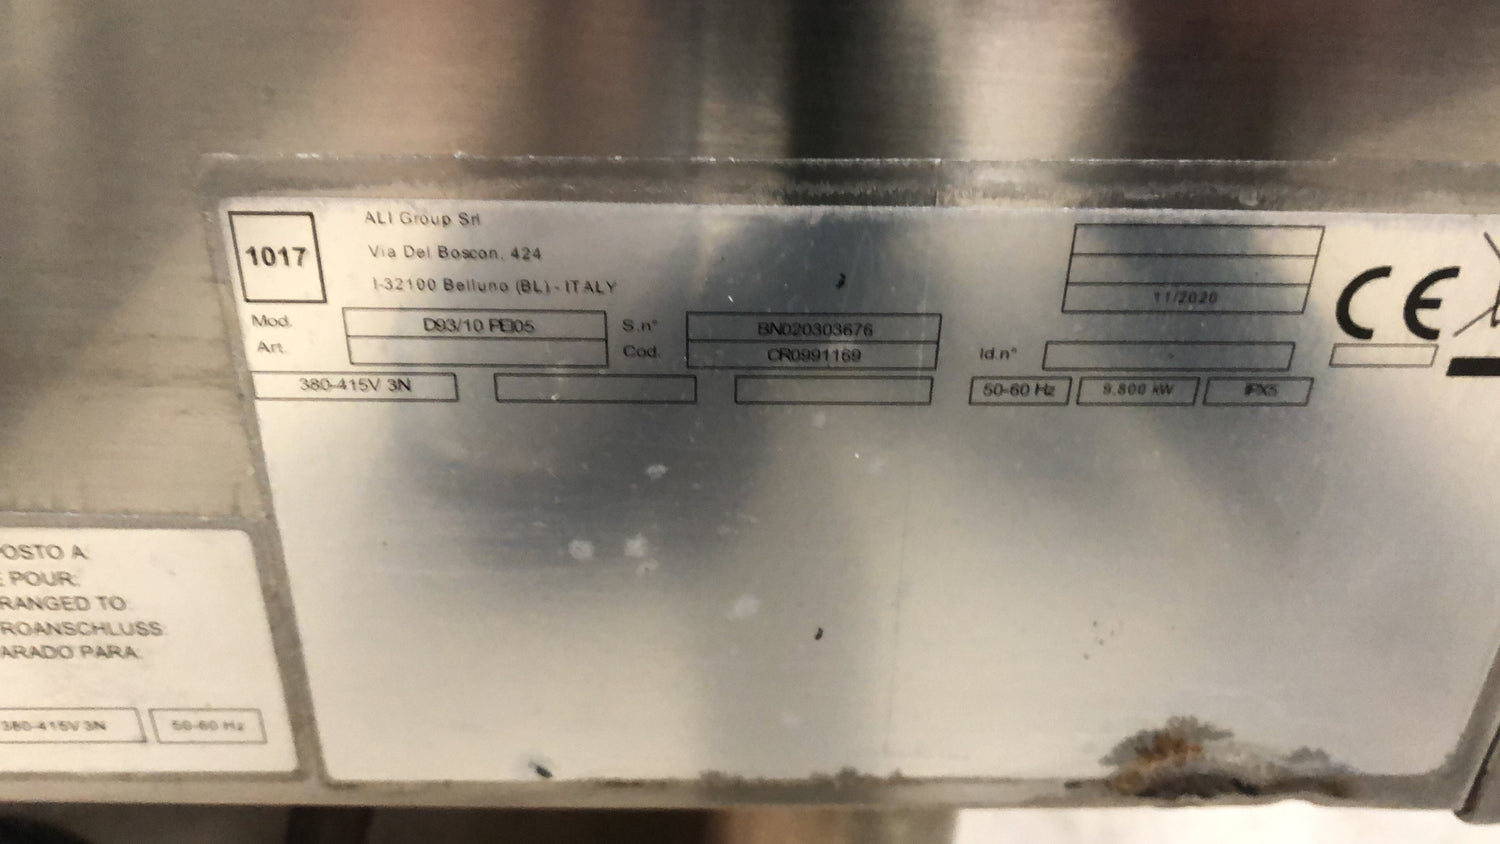 1017
ALI Group Srl
Via Del Boscon, 424
I-32100 Belluno (BL) - ITALY
11/2020
CE
Mod. D93/10 S.n° BN020303676
Art. Cod. CR0991169 Id.n°
380-415V 3N 50-60 Hz 9.800 kW IPX5
OSTO A:
E POUR:
RANGED TO:
ROANSCHLUSS:
ARADO PARA:
380-415V 3N 50-60 Hz